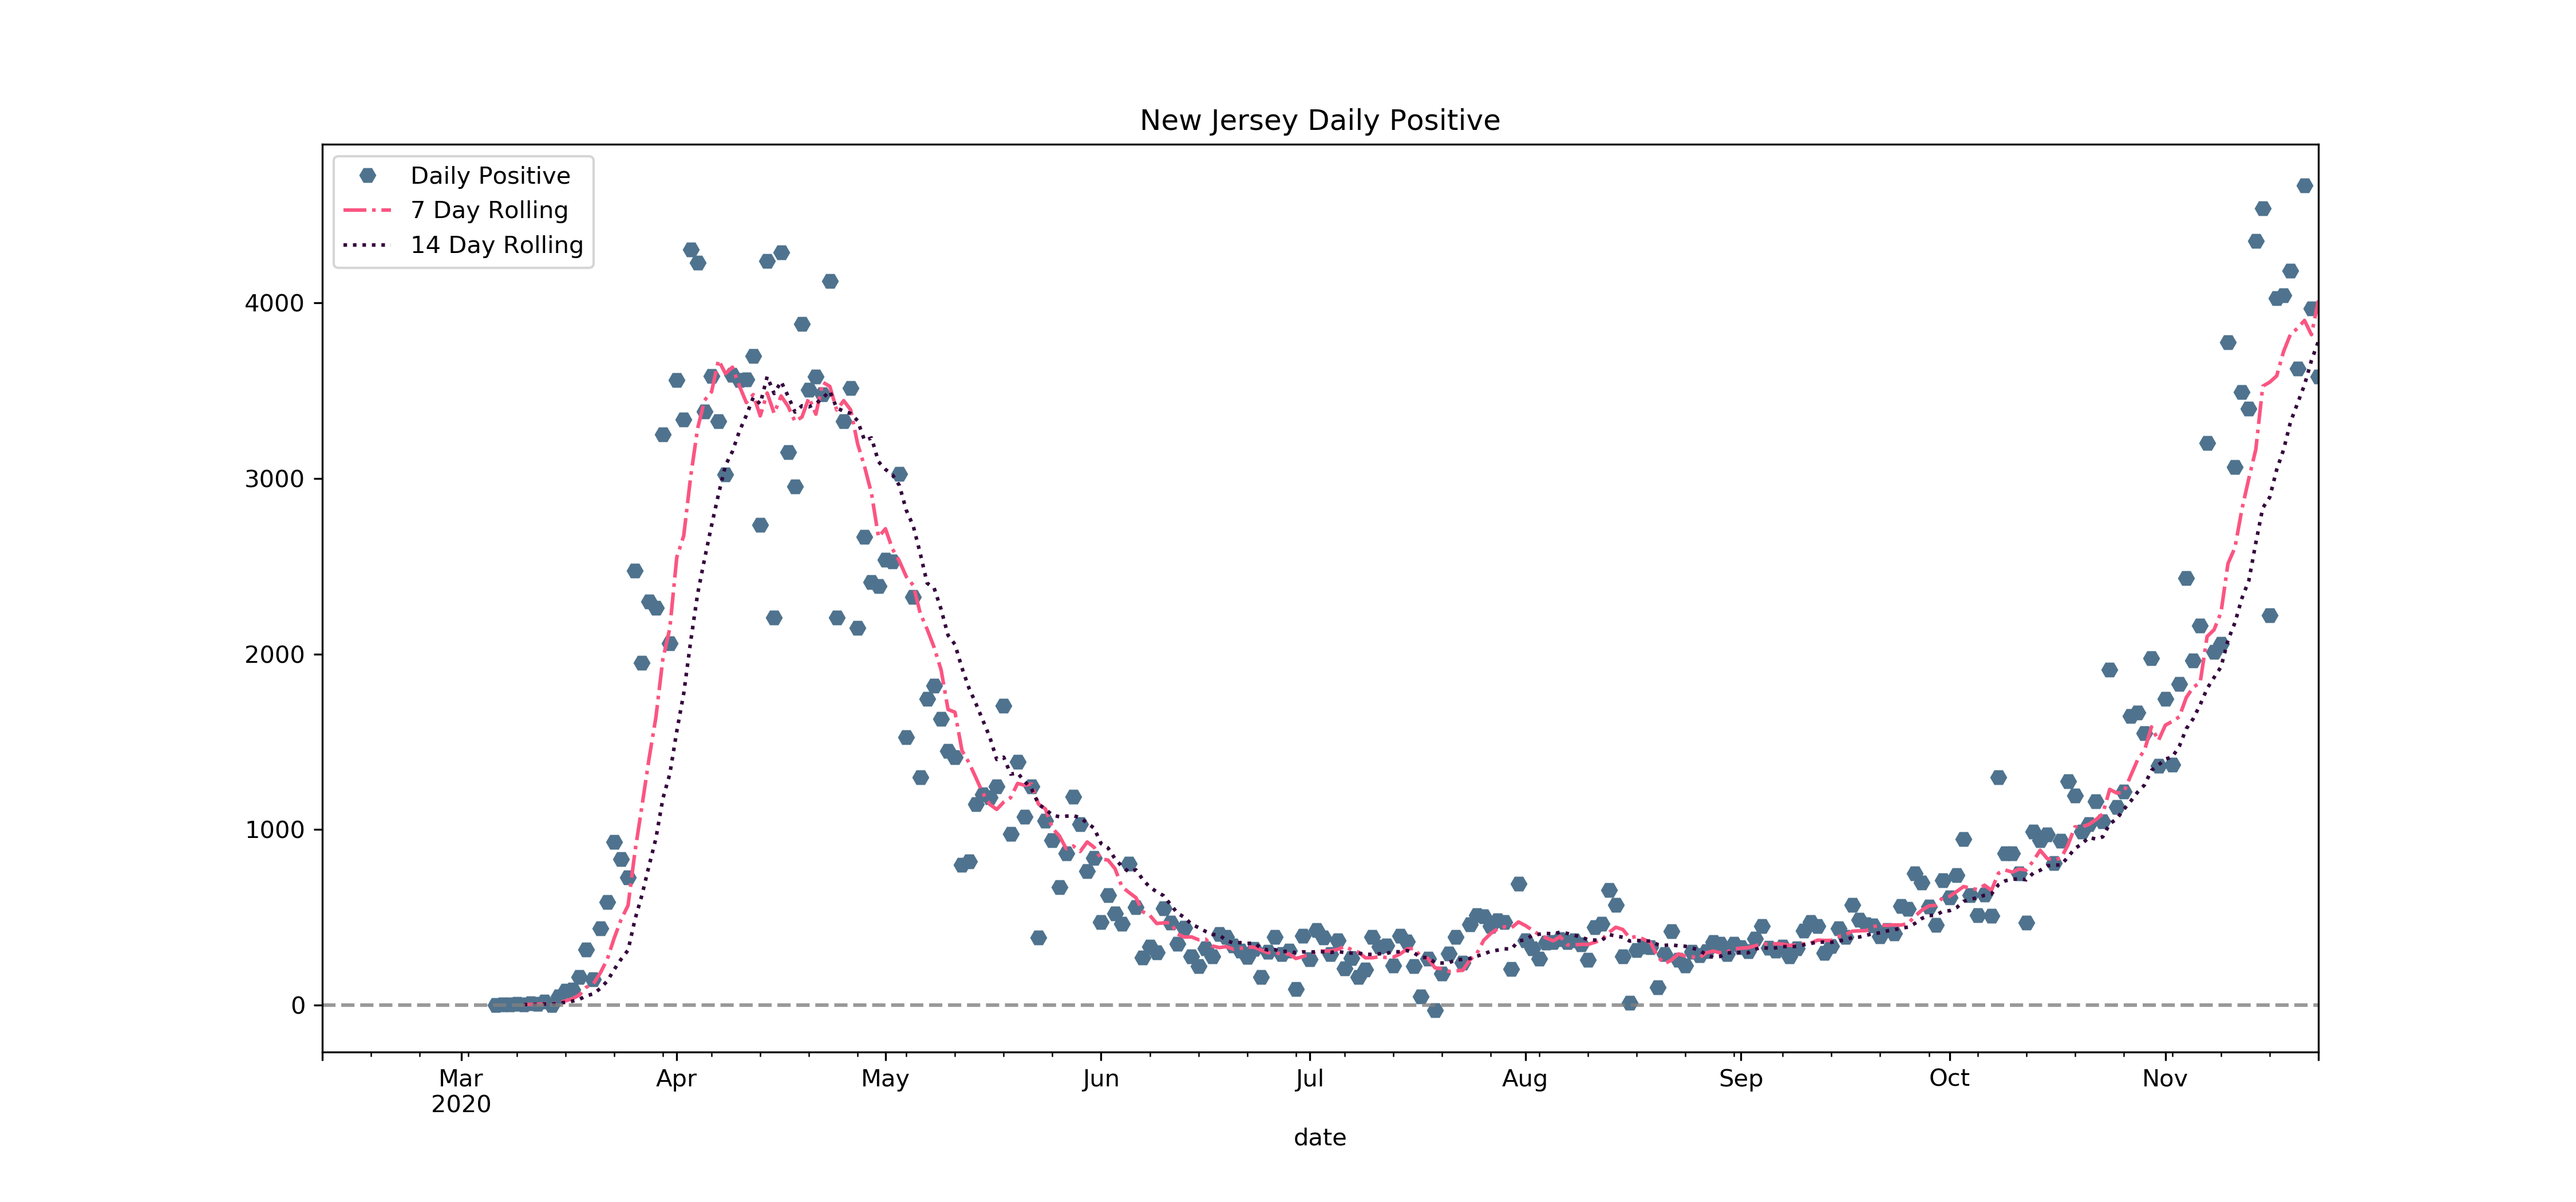 New Jersey Daily Positive
Daily Positive
7 Day Rolling
14 Day Rolling
4000
3000
2000
1000
0
Mar Apr May Jun Jul Aug Sep Oct Nov
2020
date